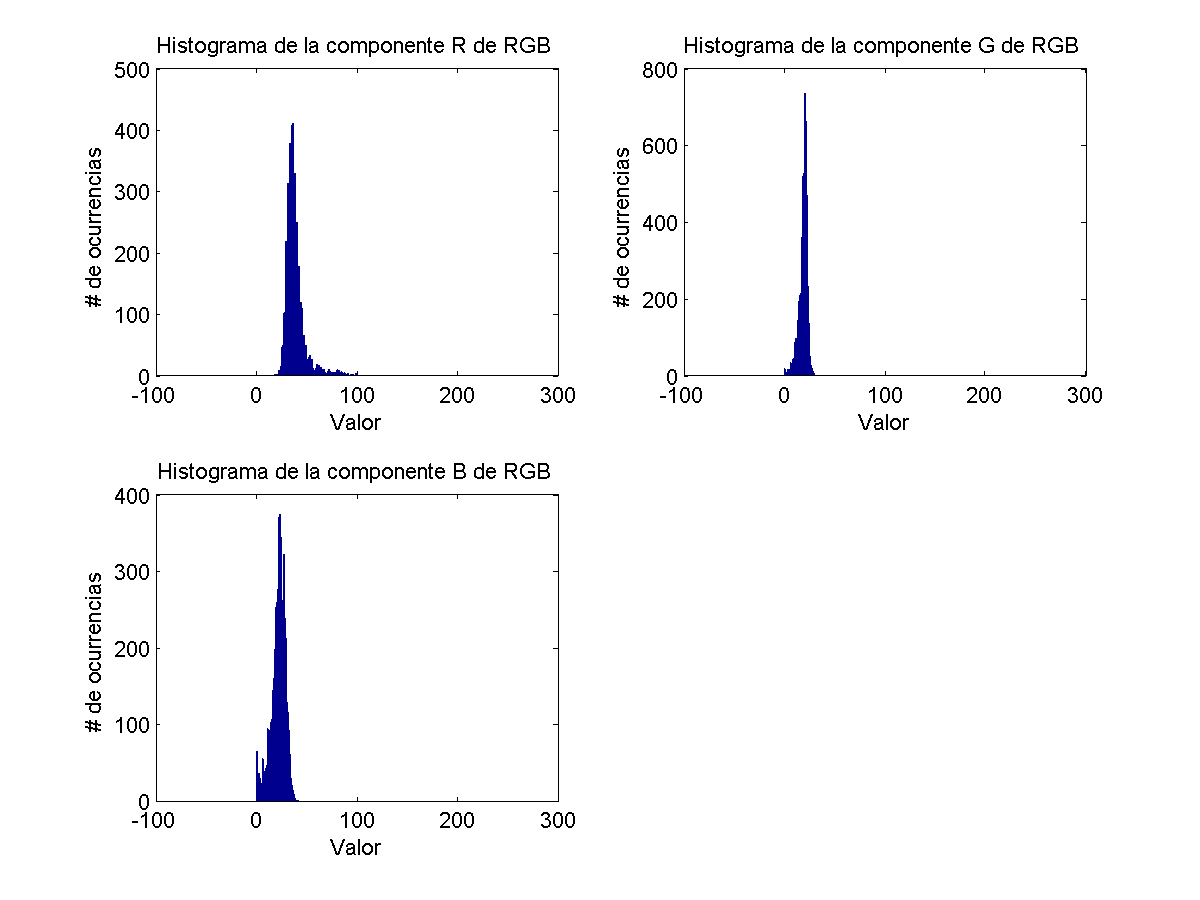 Histograma de la componente R de RGB
500
400
300
200
100
0
# de ocurrencias
-100 0 100 200 300
Valor
Histograma de la componente G de RGB
800
600
400
200
0
# de ocurrencias
-100 0 100 200 300
Valor
Histograma de la componente B de RGB
400
300
200
100
0
# de ocurrencias
-100 0 100 200 300
Valor